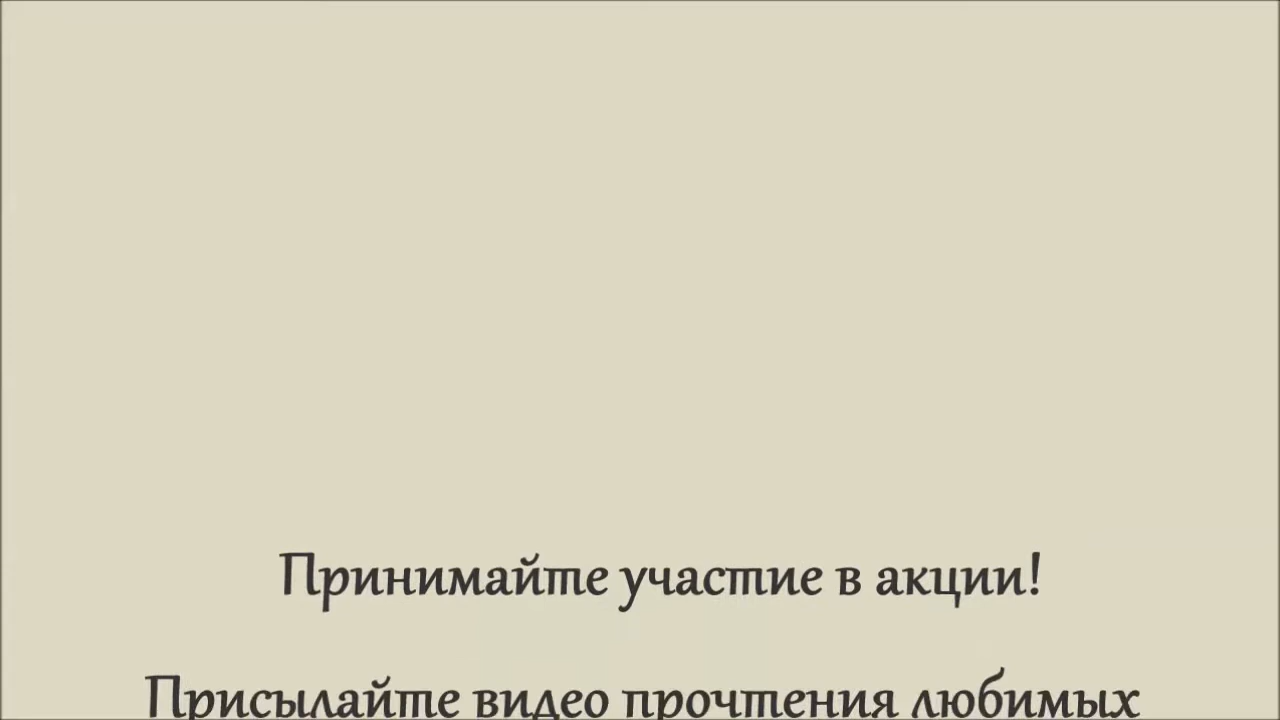 Принимайте участие в акции!
Присылайте видео прочтения любимых